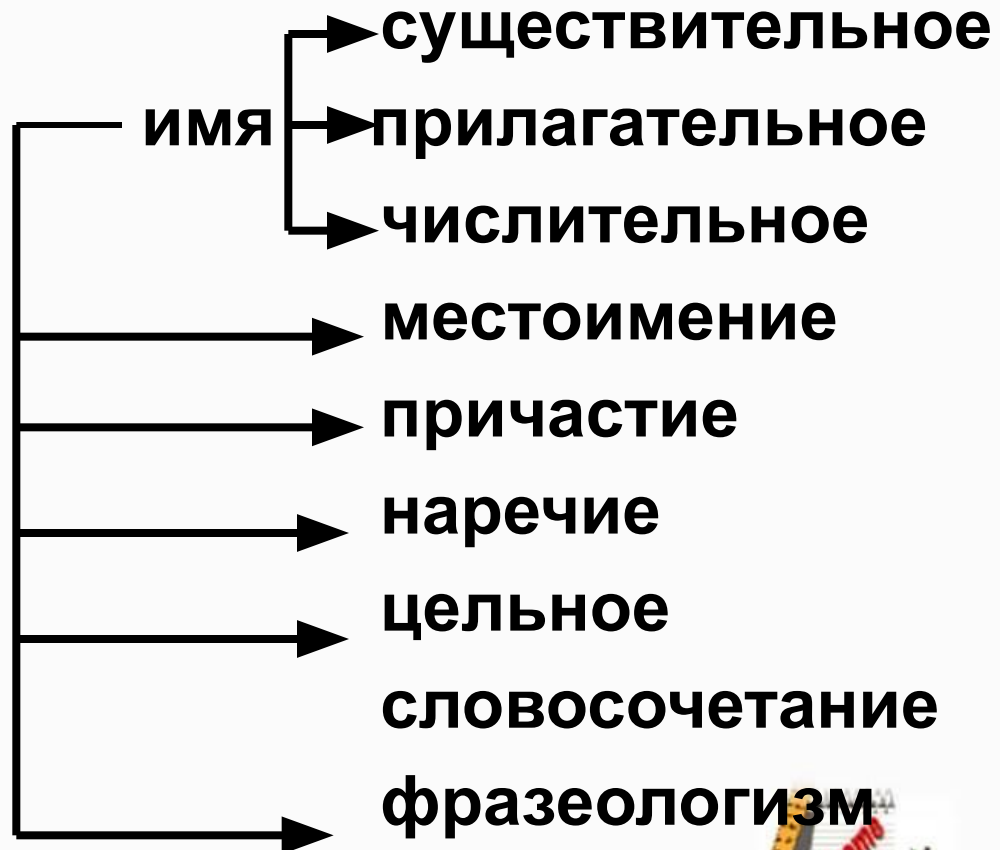 существительное
имя прилагательное
числительное
местоимение
причастие
наречие
цельное
словосочетание
фразеологизм